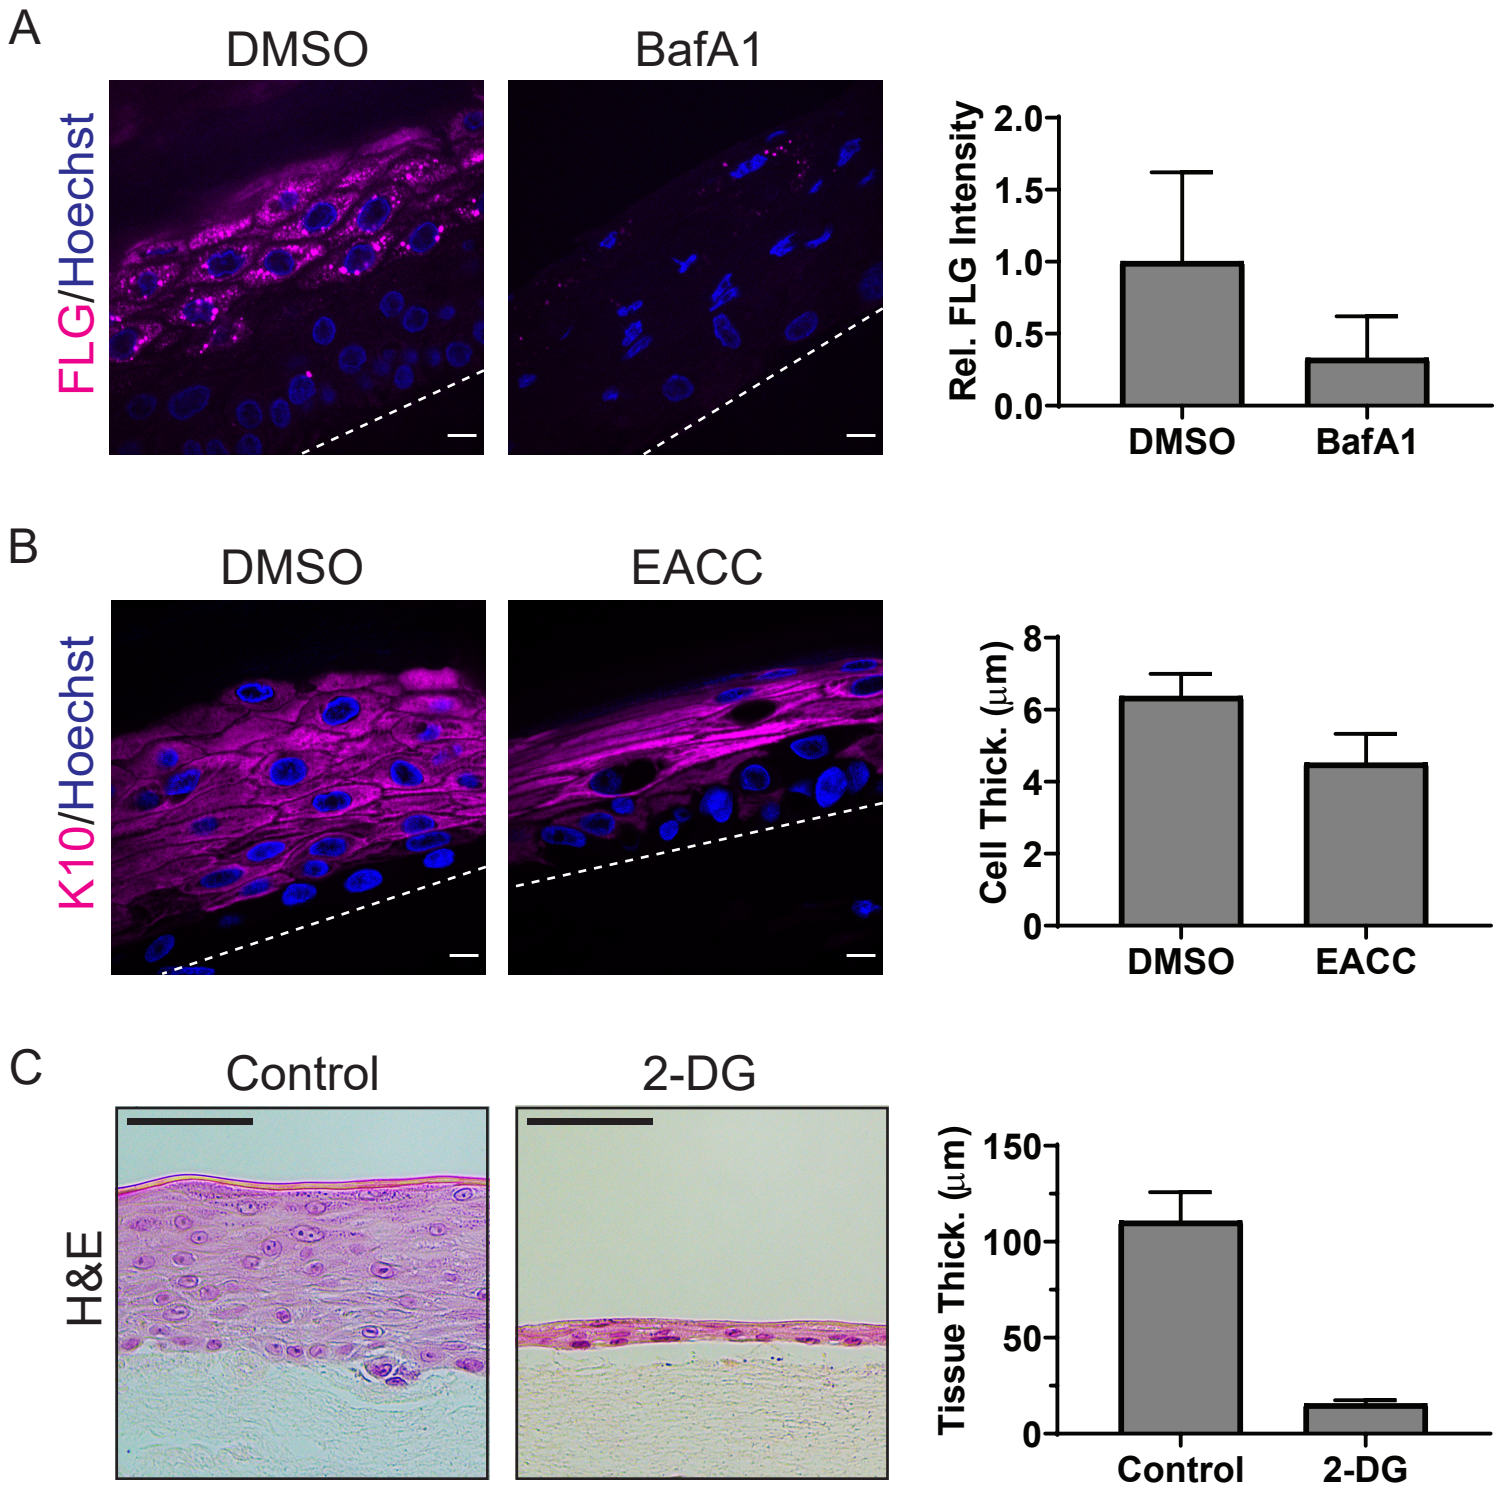 A
DMSO
BafA1
FLG/Hoechst
Rel. FLG Intensity
2.0
1.5
1.0
0.5
0.0
DMSO
BafA1
B
DMSO
EACC
K10/Hoechst
Cell Thick. (μm)
8
6
4
2
0
DMSO
EACC
C
Control
2-DG
H&E
Tissue Thick. (μm)
150
100
50
0
Control
2-DG